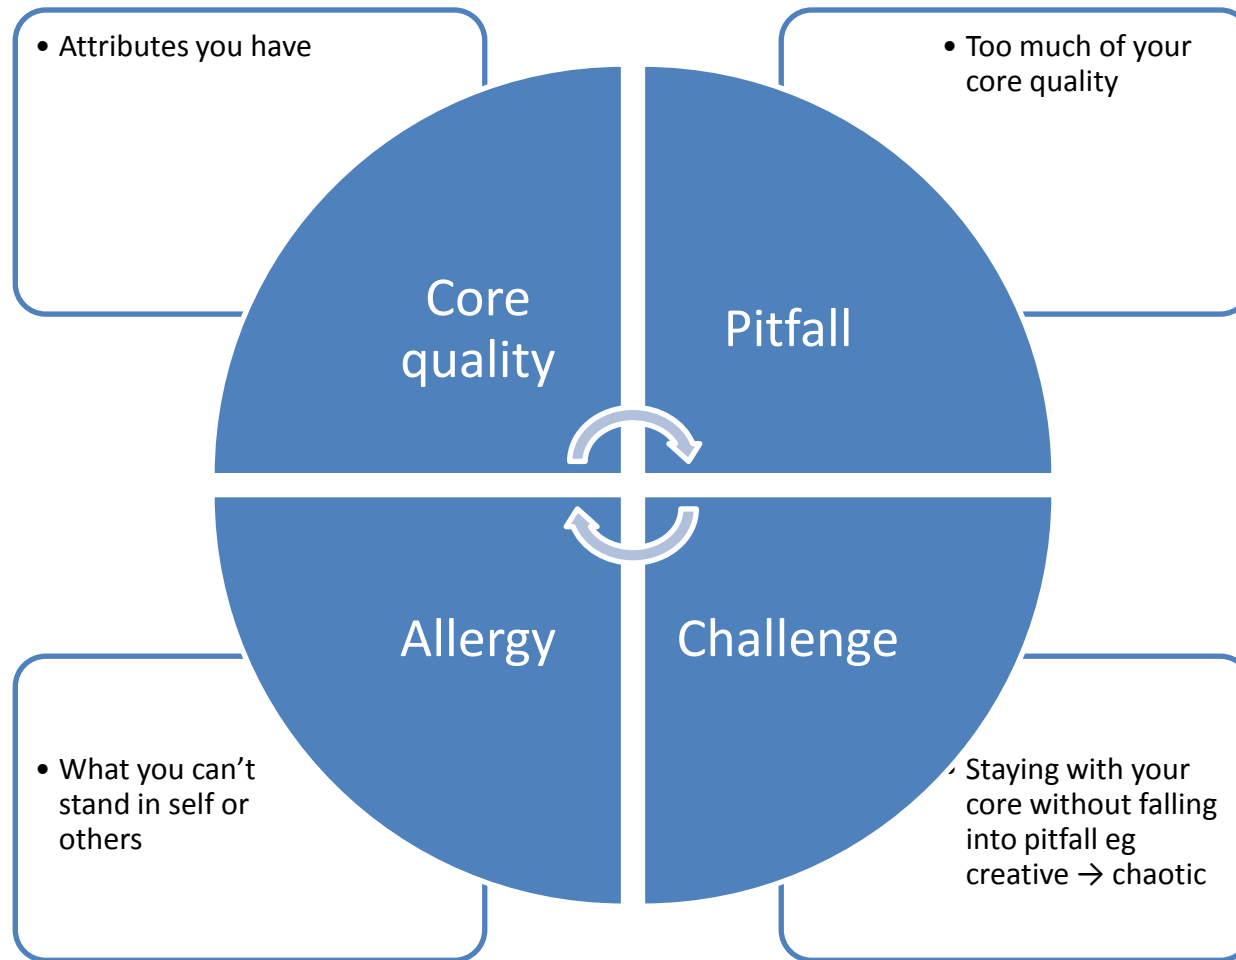 • Attributes you have
• Too much of your
core quality
Core
quality
Pitfall
Allergy
Challenge
• What you can’t
stand in self or
others
• Staying with your
core without falling
into pitfall eg
creative → chaotic